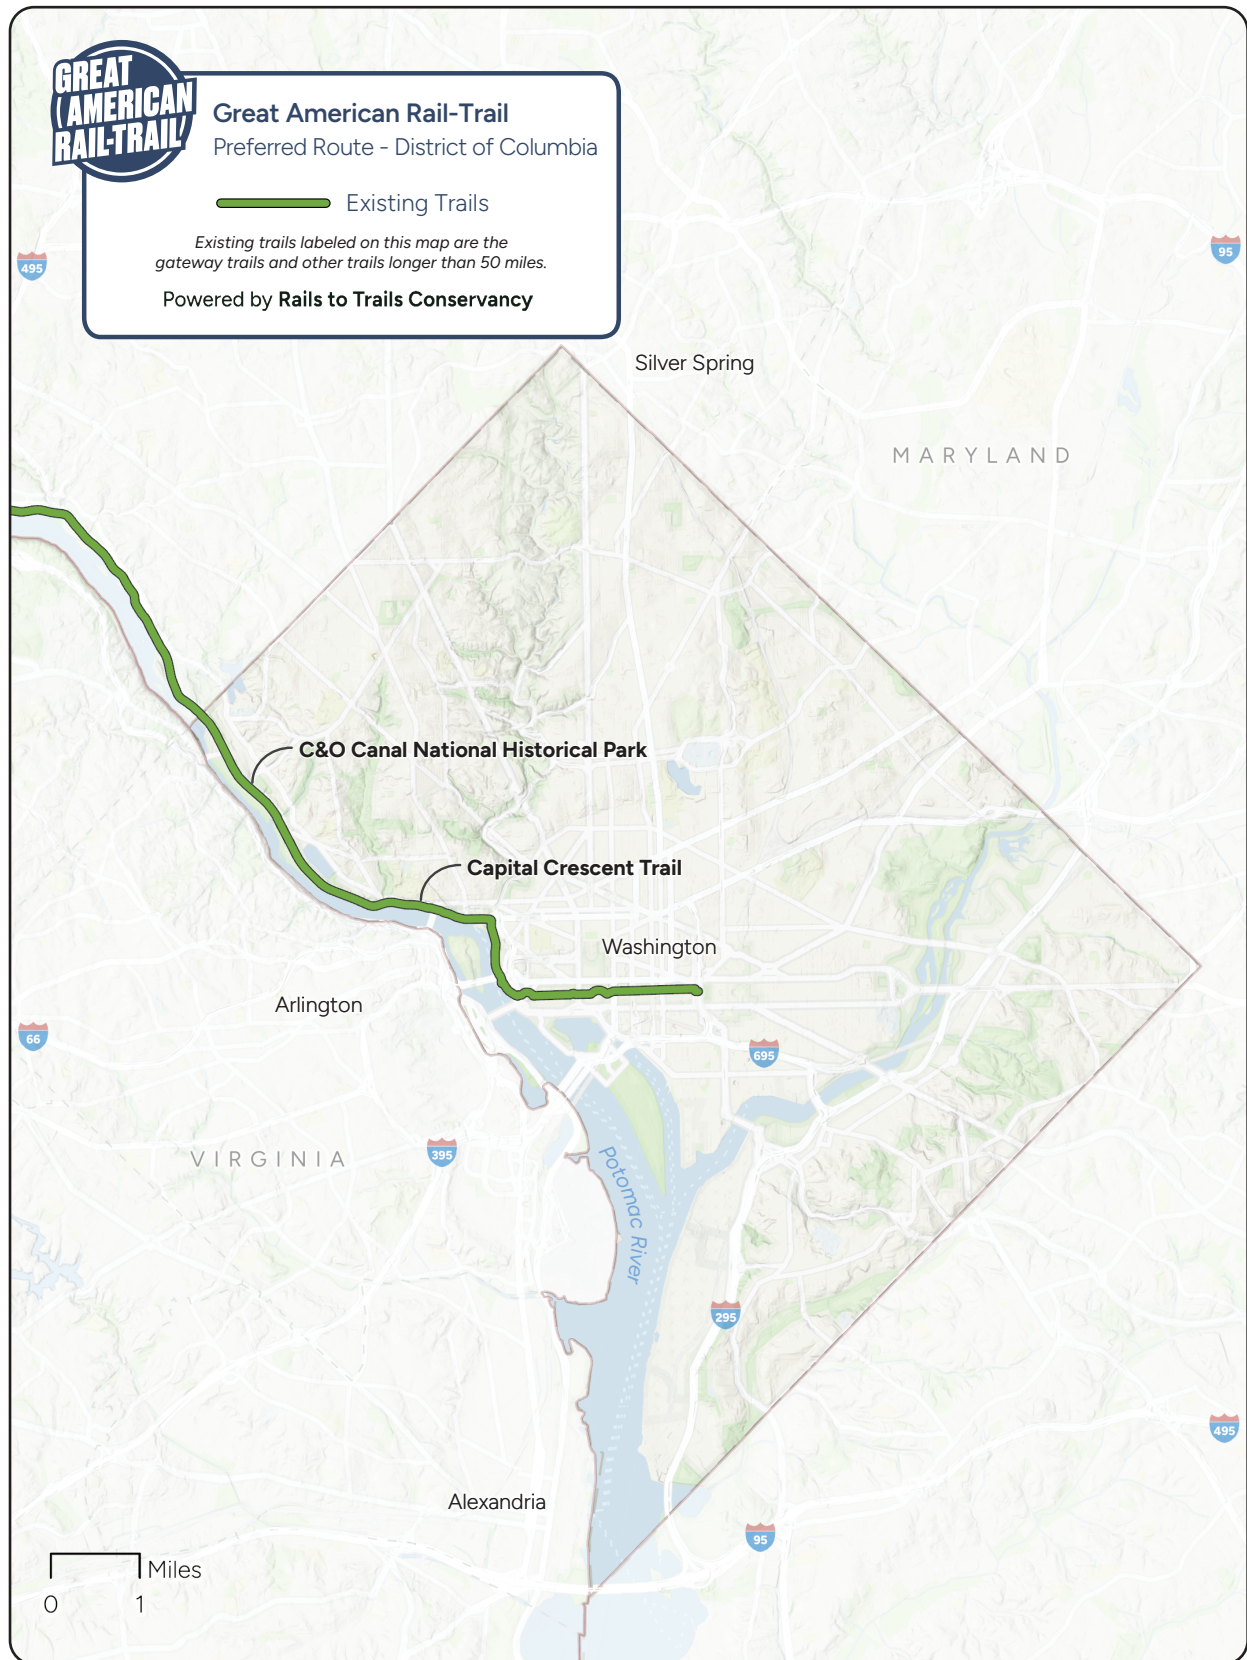 GREAT
AMERICAN
RAIL-TRAIL
Great American Rail-Trail
Preferred Route - District of Columbia
Existing Trails
Existing trails labeled on this map are the
gateway trails and other trails longer than 50 miles.
Powered by Rails to Trails Conservancy
495
95
Silver Spring
MARYLAND
C&O Canal National Historical Park
Capital Crescent Trail
Washington
Arlington
66
695
395
VIRGINIA
Potomac River
295
495
Alexandria
95
Miles
0 1